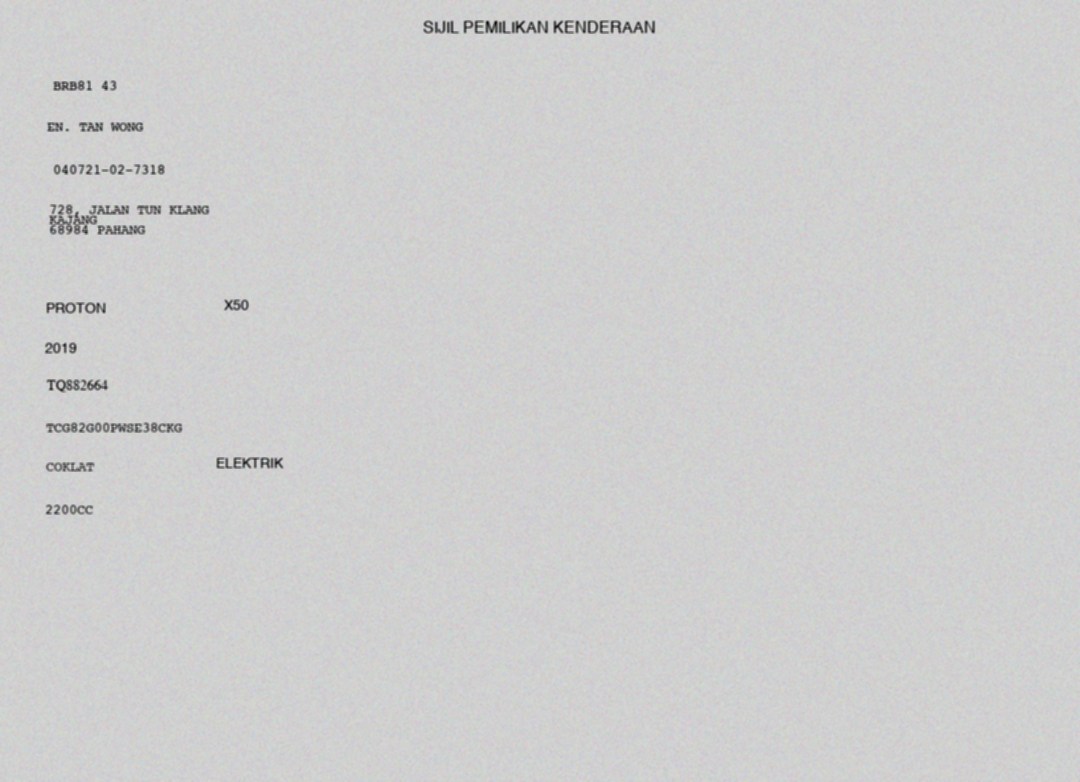 SIJIL PEMILIKAN KENDERAAN
BRB81 43
EN. TAN WONG
040721-02-7318
728, JALAN TUN KLANG
KAJANG
68984 PAHANG
PROTON X50
2019
TQ882664
TCG82G00PWSE38CKG
COKLAT ELEKTRIK
2200CC